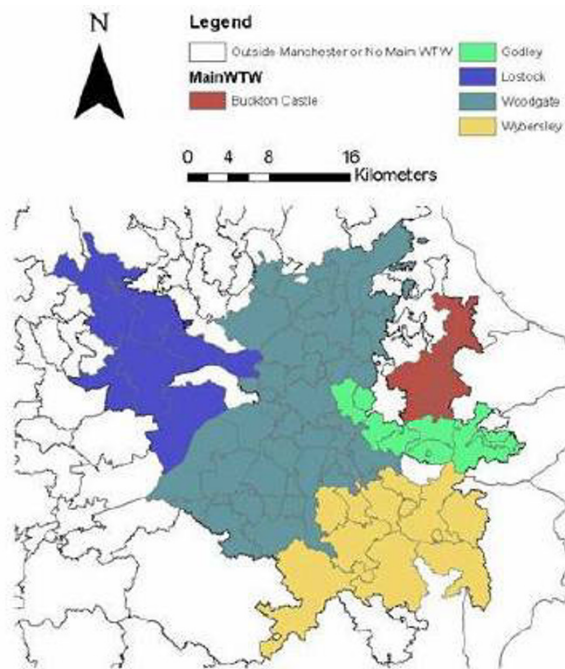 N
Legend
Outside Manchester or No Main WTW
MainWTW
Buckton Castle
Godley
Lostock
Woodgate
Wybersley
0 2 4 8 16
Kilometers